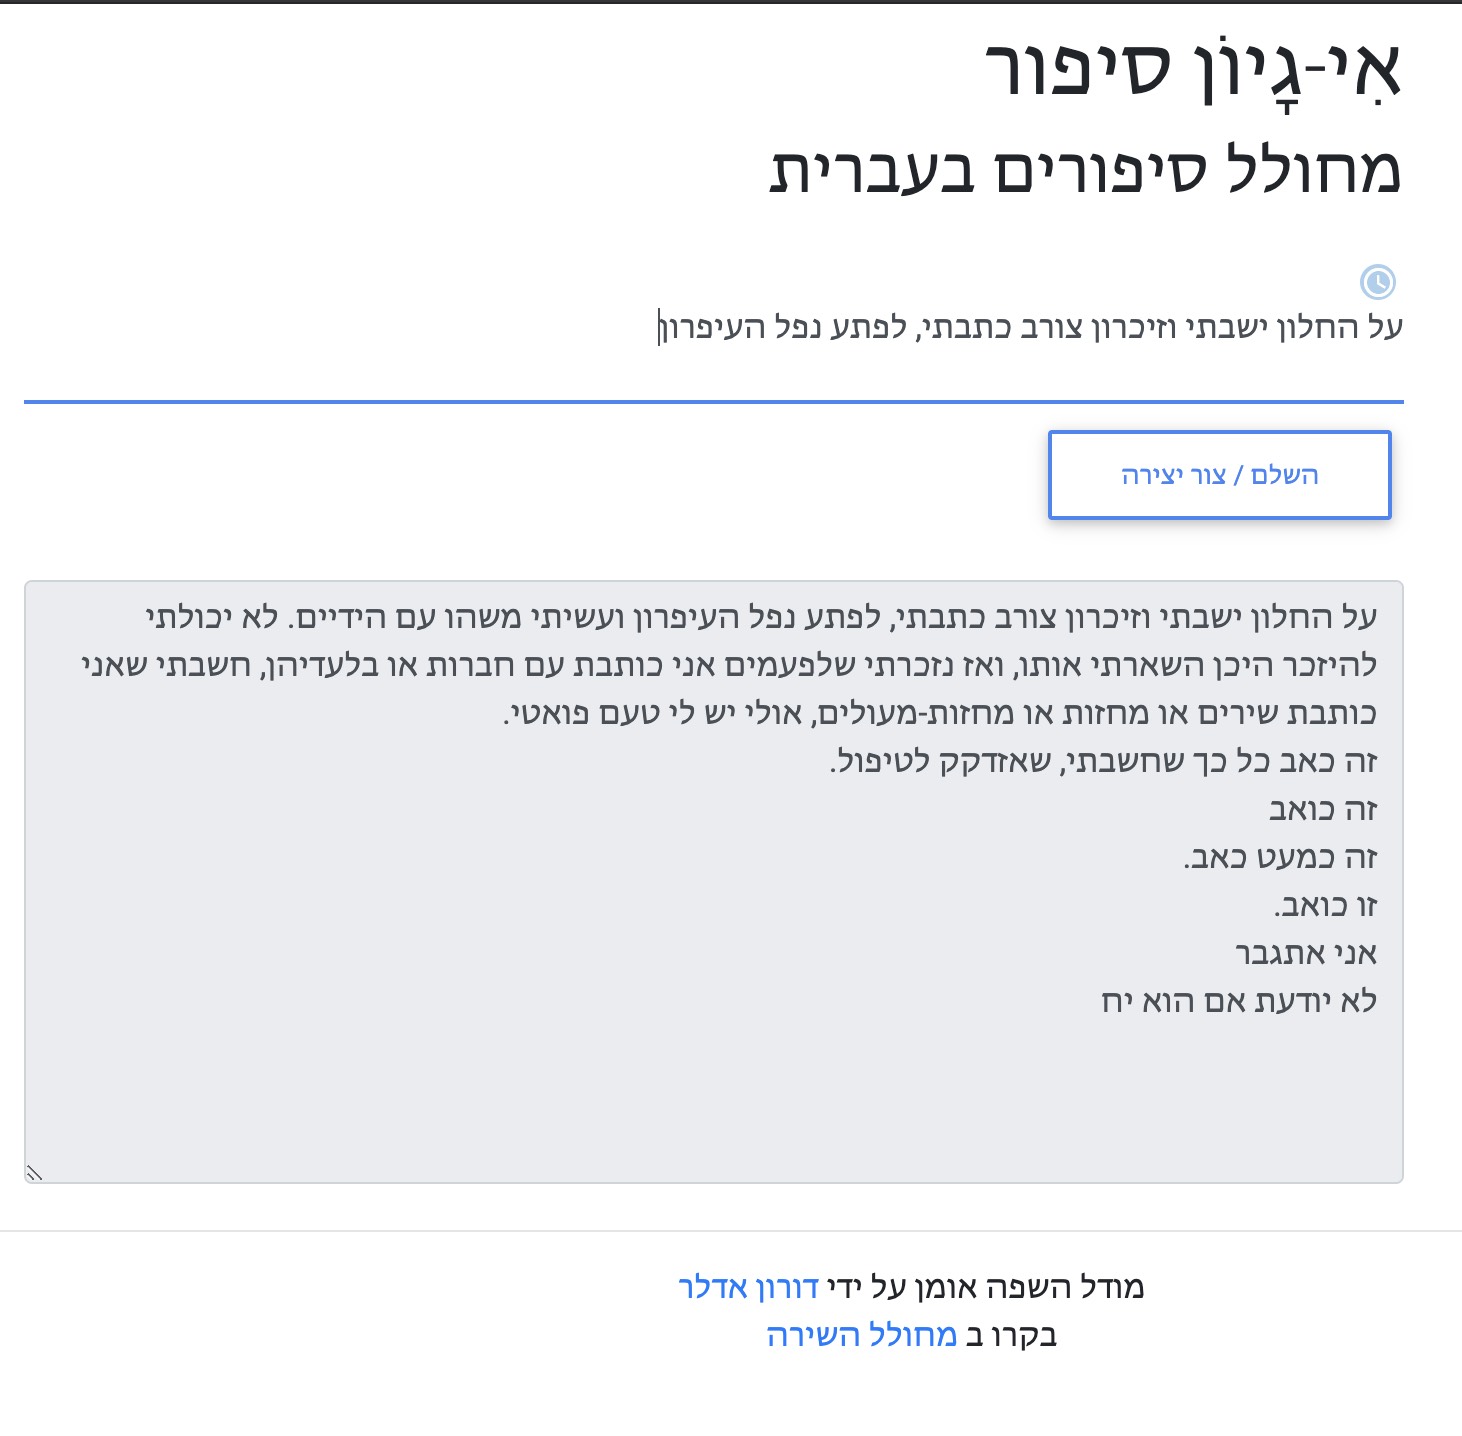 אִי-גָיוֹן סיפור
מחולל סיפורים בעברית
על החלון ישבתי וזיכרון צורב כתבתי, לפתע נפל העיפרון
השלם / צור יצירה
על החלון ישבתי וזיכרון צורב כתבתי, לפתע נפל העיפרון ועשיתי משהו עם הידיים. לא יכולתי
להיזכר היכן השארתי אותו, ואז נזכרתי שלפעמים אני כותבת עם חברות או בלעדיהן, חשבתי שאני
כותבת שירים או מחזות או מחזות-מעולים, אולי יש לי טעם פואטי.
זה כאב כל כך שחשבתי, שאזדקק לטיפול.
זה כואב
זה כמעט כאב.
זו כואב.
אני אתגבר
לא יודעת אם הוא יח
מודל השפה אומן על ידי דורון אדלר
בקרו ב מחולל השירה